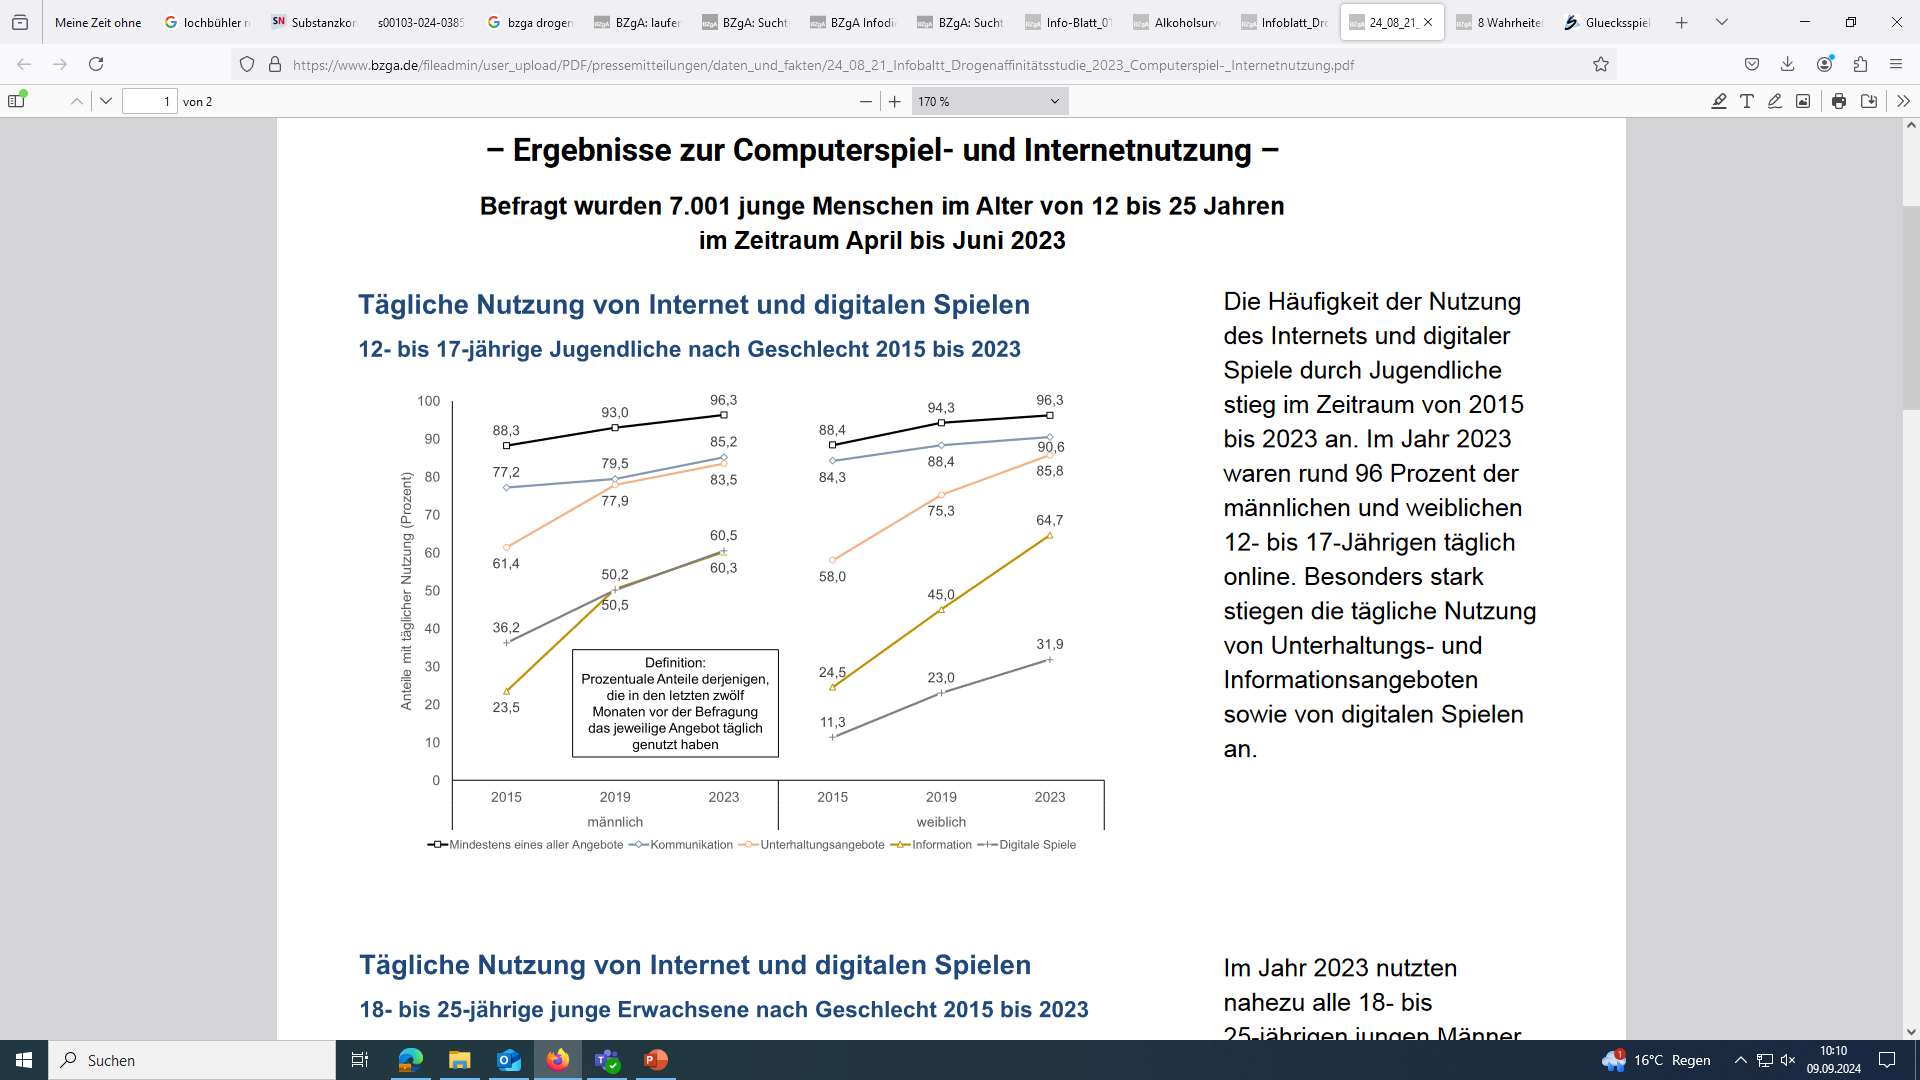 Meine Zeit ohne
lochbühler r
Substanzkon
s00103-024-0385
bzga drogen
BZgA: laufer
BZgA: Sucht
BZgA Infodi
BZgA: Sucht
Info-Blatt_01
Alkoholsurv
Infoblatt_Dro
24_08_21_
8 Wahrheite
Gluecksspiel
https://www.bzga.de/fileadmin/user_upload/PDF/pressemitteilungen/daten_und_fakten/24_08_21_Infobaltt_Drogenaffinitätsstudie_2023_Computerspiel-_Internetnutzung.pdf
1 von 2
170 %
– Ergebnisse zur Computerspiel- und Internetnutzung –
Befragt wurden 7.001 junge Menschen im Alter von 12 bis 25 Jahren
im Zeitraum April bis Juni 2023
Tägliche Nutzung von Internet und digitalen Spielen
12- bis 17-jährige Jugendliche nach Geschlecht 2015 bis 2023
Anteile mit täglicher Nutzung (Prozent)
100
90
80
70
60
50
40
30
20
10
0
88,3
93,0
96,3
77,2
79,5
85,2
61,4
77,9
83,5
36,2
50,2
60,5
23,5
50,5
60,3
88,4
94,3
96,3
84,3
88,4
90,6
58,0
75,3
85,8
24,5
45,0
64,7
11,3
23,0
31,9
Definition:
Prozentuale Anteile derjenigen,
die in den letzten zwölf
Monaten vor der Befragung
das jeweilige Angebot täglich
genutzt haben
2015 2019 2023 2015 2019 2023
männlich weiblich
Mindestens eines aller Angebote Kommunikation Unterhaltungsangebote Information Digitale Spiele
Die Häufigkeit der Nutzung
des Internets und digitaler
Spiele durch Jugendliche
stieg im Zeitraum von 2015
bis 2023 an. Im Jahr 2023
waren rund 96 Prozent der
männlichen und weiblichen
12- bis 17-Jährigen täglich
online. Besonders stark
stiegen die tägliche Nutzung
von Unterhaltungs- und
Informationsangeboten
sowie von digitalen Spielen
an.
Tägliche Nutzung von Internet und digitalen Spielen
18- bis 25-jährige junge Erwachsene nach Geschlecht 2015 bis 2023
Im Jahr 2023 nutzten
nahezu alle 18- bis
25-jährigen jungen Männer
Suchen
16°C Regen
10:10
09.09.2024